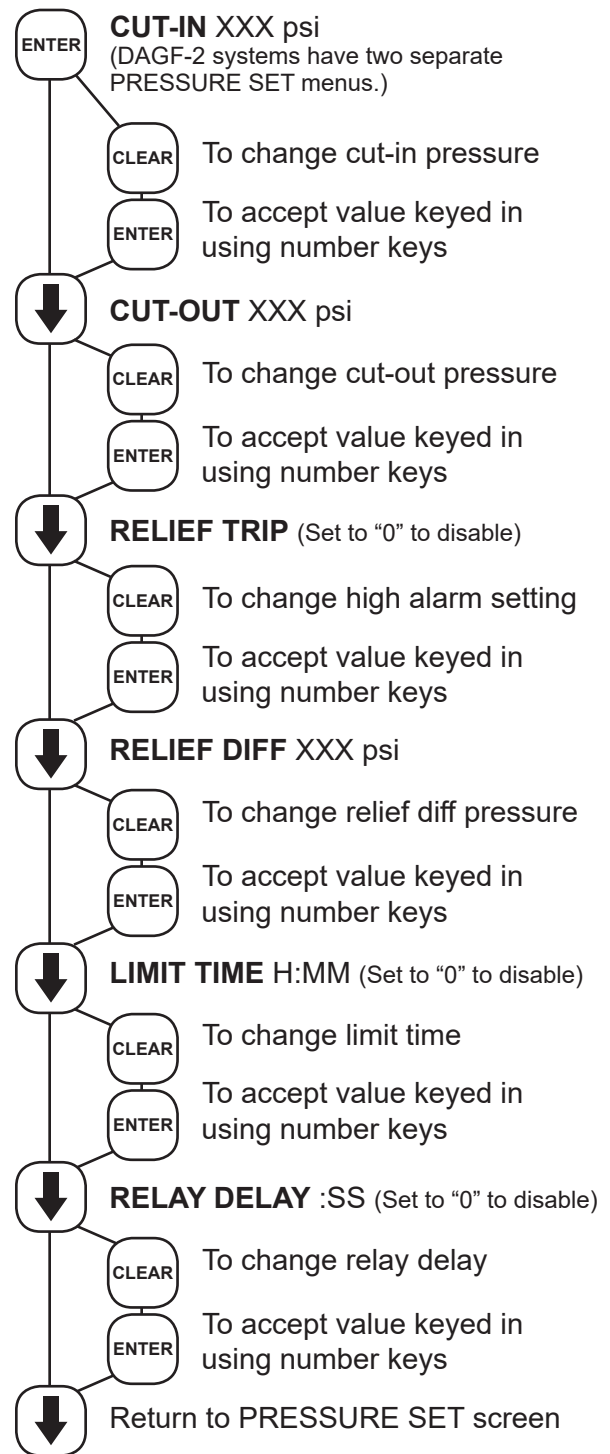 ENTER
CUT-IN XXX psi
(DAGF-2 systems have two separate
PRESSURE SET menus.)
CLEAR
To change cut-in pressure
ENTER
To accept value keyed in
using number keys
CUT-OUT XXX psi
CLEAR
To change cut-out pressure
ENTER
To accept value keyed in
using number keys
RELIEF TRIP (Set to “0” to disable)
CLEAR
To change high alarm setting
ENTER
To accept value keyed in
using number keys
RELIEF DIFF XXX psi
CLEAR
To change relief diff pressure
ENTER
To accept value keyed in
using number keys
LIMIT TIME H:MM (Set to “0” to disable)
CLEAR
To change limit time
ENTER
To accept value keyed in
using number keys
RELAY DELAY :SS (Set to “0” to disable)
CLEAR
To change relay delay
ENTER
To accept value keyed in
using number keys
Return to PRESSURE SET screen